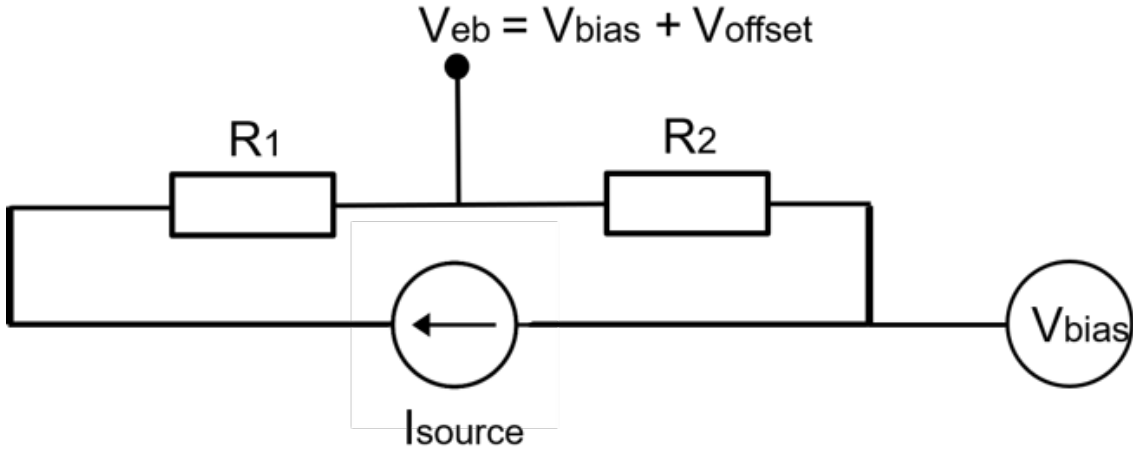 Veb = Vbias + Voffset
R1
R2
Vbias
Isource